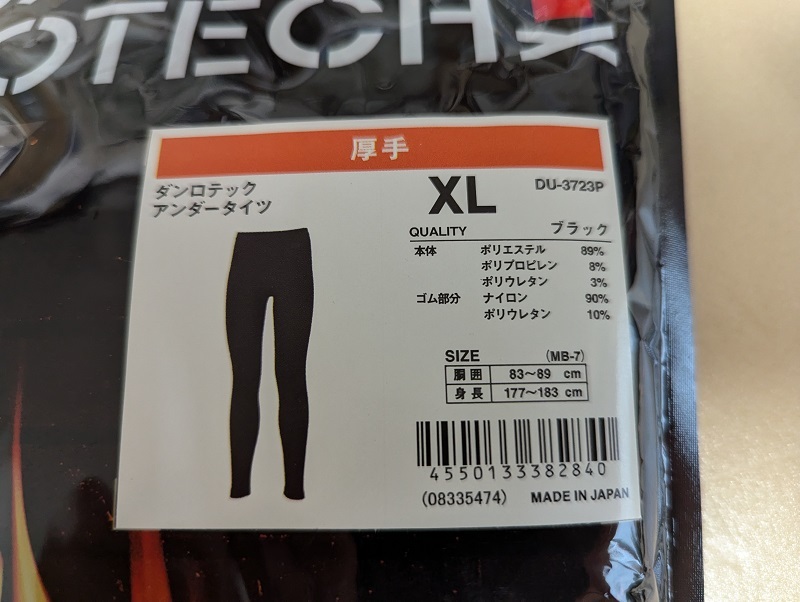 OTECH
厚手
ダンロテック
アンダータイツ
XL
DU-3723P
QUALITY
ブラック
本体 ポリエステル 89%
ポリプロピレン 8%
ポリウレタン 3%
ゴム部分 ナイロン 90%
ポリウレタン 10%
SIZE (MB-7)
胴囲 83～89 cm
身長 177～183 cm
4550133382840
(08335474) MADE IN JAPAN